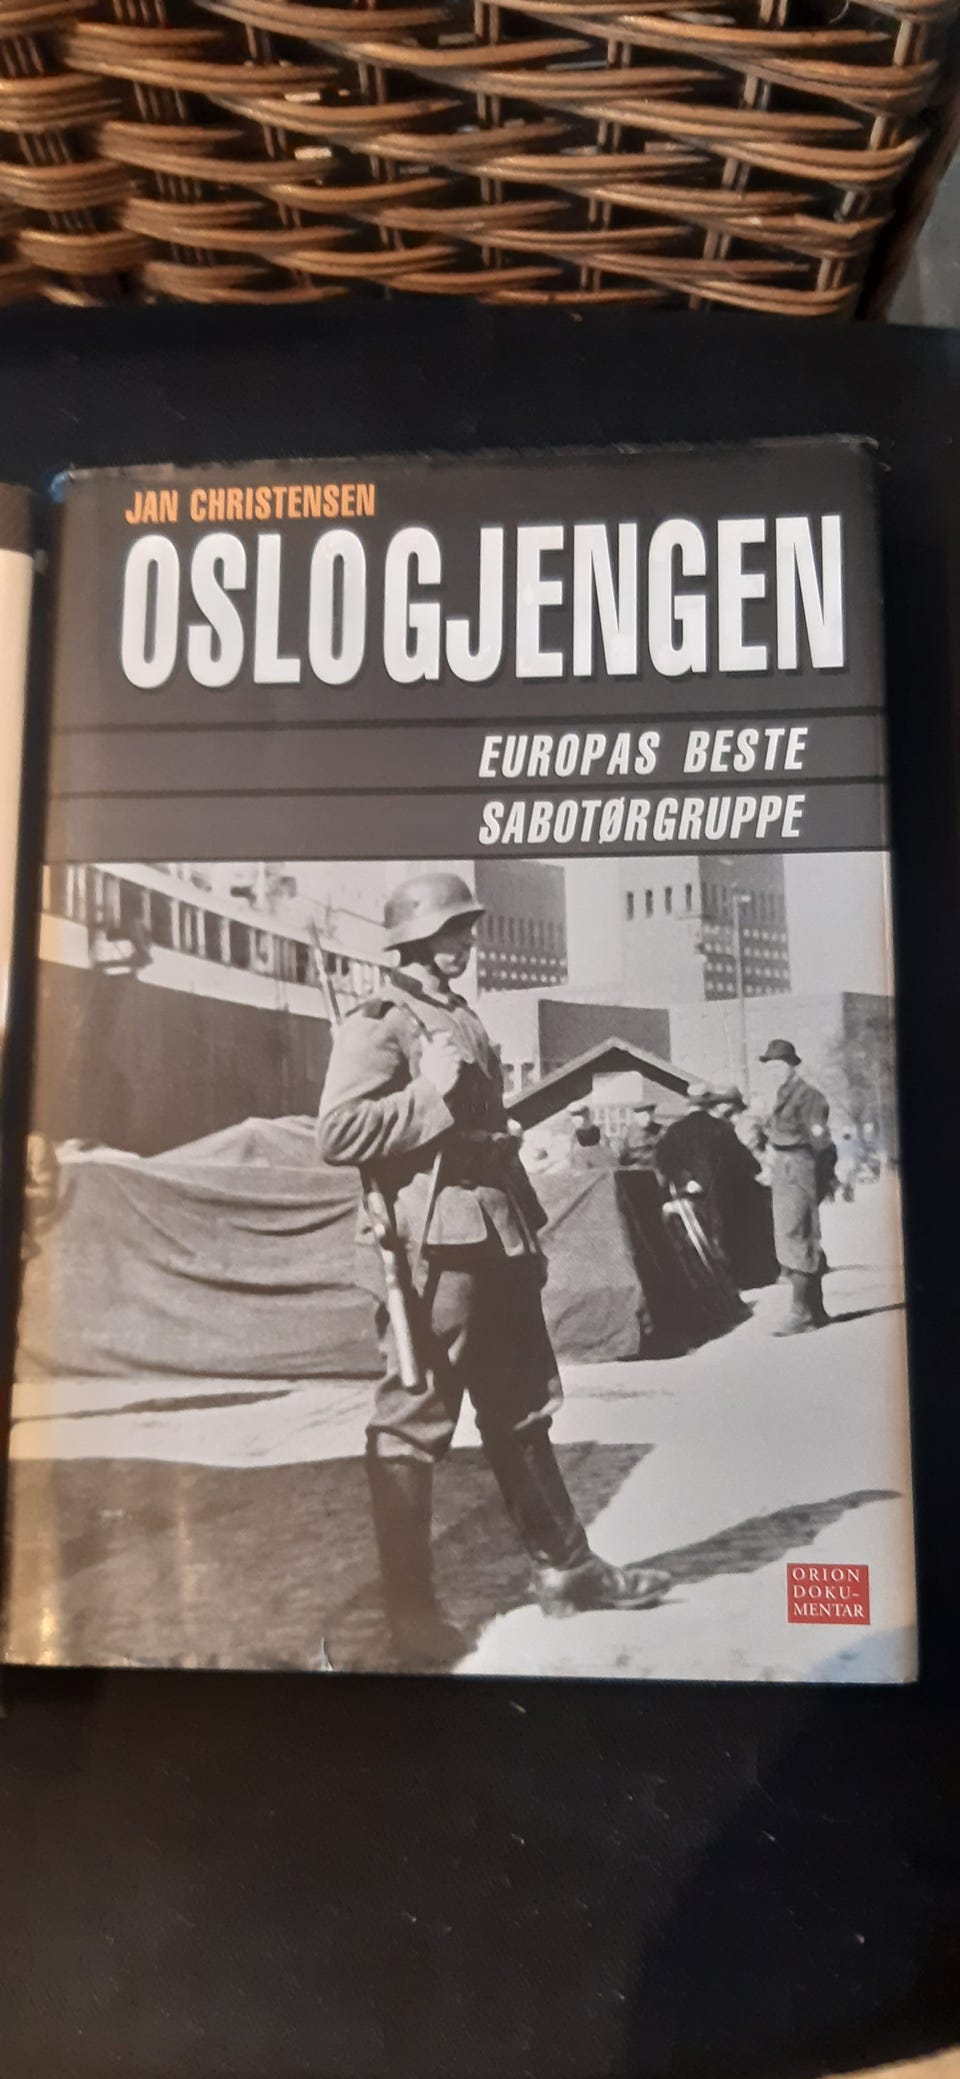 JAN CHRISTENSEN
OSLOGJENGEN
EUROPAS BESTE
SABOTØRGRUPPE
ORION
DOKU-
MENTAR